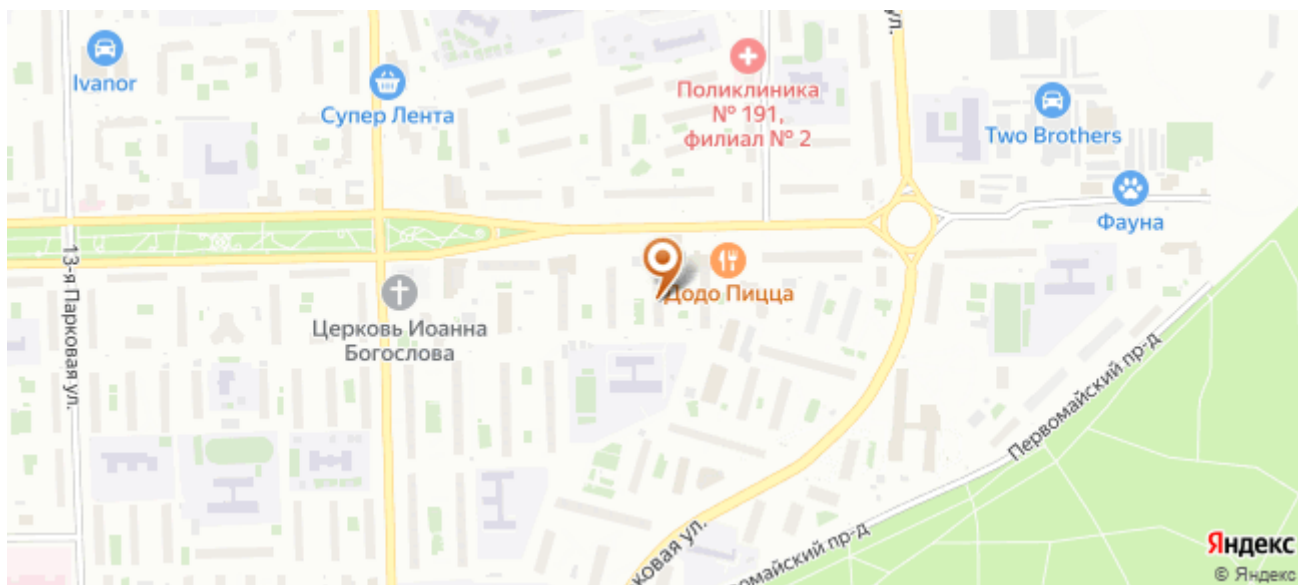 ул.
Ivanor
Супер Лента
Поликлиника
№ 191,
филиал № 2
Two Brothers
Фауна
13-я Парковая ул.
Додо Пицца
Церковь Иоанна
Богослова
Первомайский пр-д
ковая ул.
вомайский пр-д
Яндекс
© Яндекс